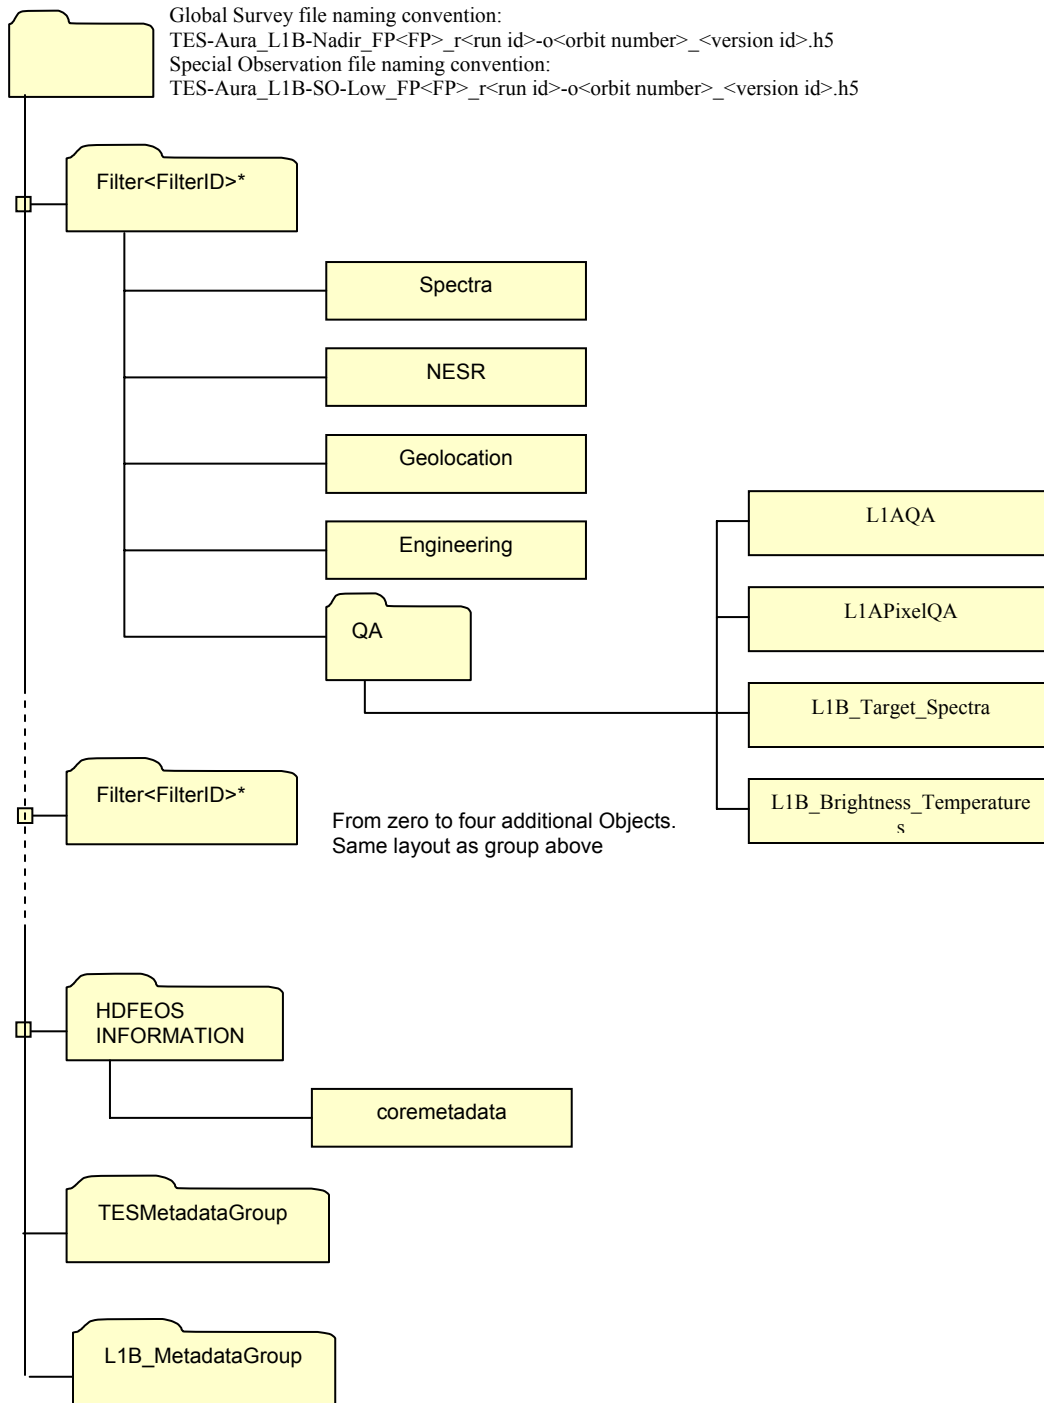 Global Survey file naming convention:
TES-Aura_L1B-Nadir_FP<FP>_r<run id>-o<orbit number>_<version id>.h5
Special Observation file naming convention:
TES-Aura_L1B-SO-Low_FP<FP>_r<run id>-o<orbit number>_<version id>.h5
Filter<FilterID>*
Spectra
NESR
Geolocation
Engineering
QA
L1AQA
L1APixelQA
L1B_Target_Spectra
L1B_Brightness_Temperature
s
Filter<FilterID>*
From zero to four additional Objects.
Same layout as group above
HDFEOS
INFORMATION
coremetadata
TESMetadataGroup
L1B_MetadataGroup